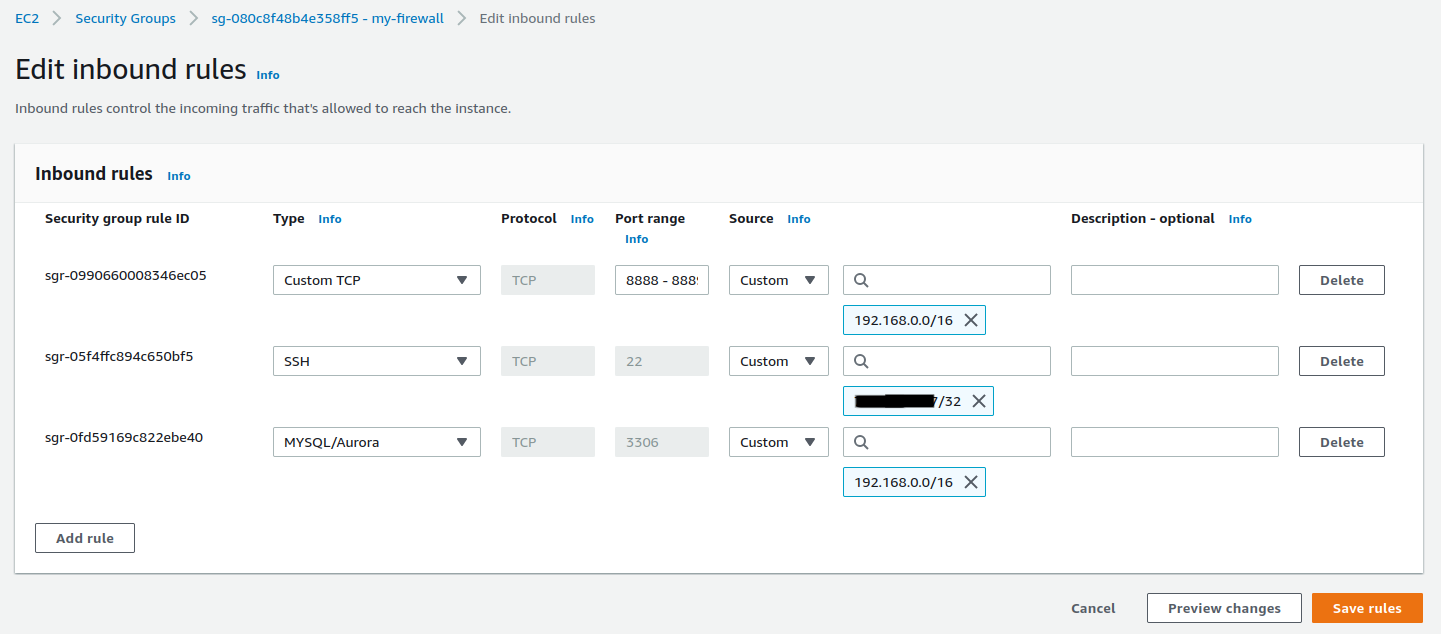 EC2 > Security Groups > sg-080c8f48b4e358ff5 - my-firewall > Edit inbound rules
Edit inbound rules Info
Inbound rules control the incoming traffic that's allowed to reach the instance.
Inbound rules Info
Security group rule ID Type Info Protocol Info Port range Info Source Info Description - optional Info
sgr-0990660008346ec05 Custom TCP TCP 8888 - 888 Custom Delete
192.168.0.0/16
sgr-05f4ffc894c650bf5 SSH TCP 22 Custom Delete
/32
sgr-0fd59169c822ebe40 MYSQL/Aurora TCP 3306 Custom Delete
192.168.0.0/16
Add rule
Cancel Preview changes Save rules